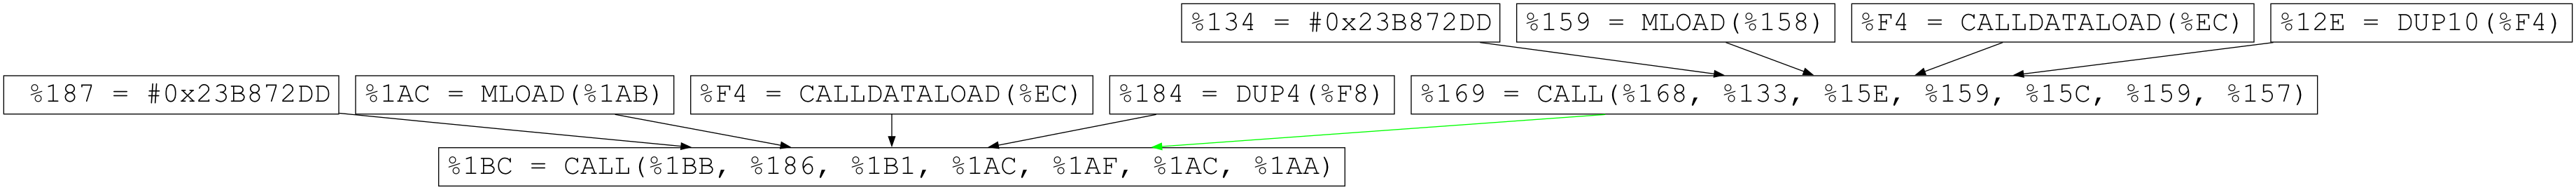 %134 = #0x23B872DD
%159 = MLOAD(%158)
%F4 = CALLDATALOAD(%EC)
%12E = DUP10(%F4)
%187 = #0x23B872DD
%1AC = MLOAD(%1AB)
%F4 = CALLDATALOAD(%EC)
%184 = DUP4(%F8)
%169 = CALL(%168, %133, %15E, %159, %15C, %159, %157)
%1BC = CALL(%1BB, %186, %1B1, %1AC, %1AF, %1AC, %1AA)